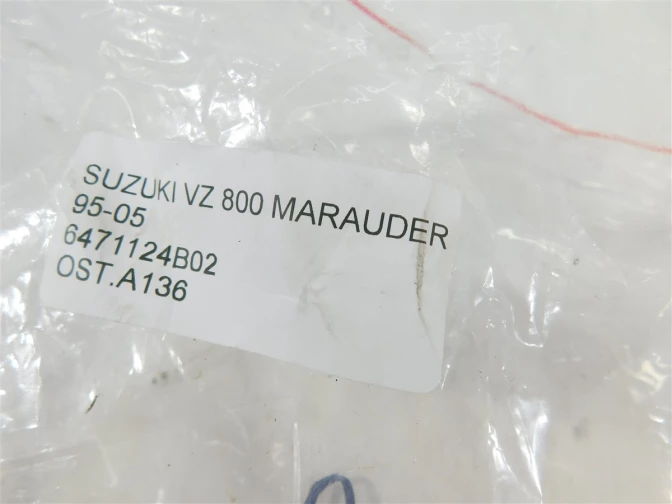 SUZUKI VZ 800 MARAUDER
95-05
6471124B02
OST.A136